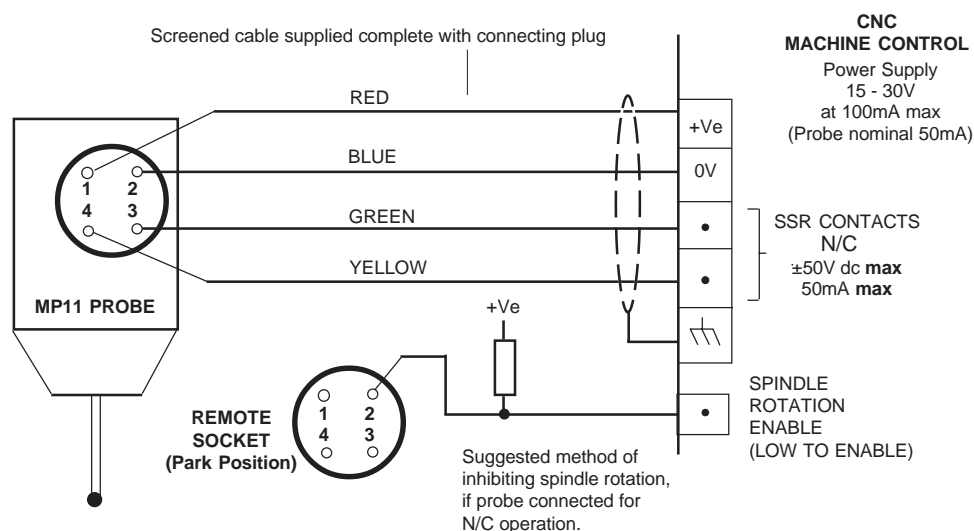 Screened cable supplied complete with connecting plug
CNC
MACHINE CONTROL
Power Supply
15 - 30V
at 100mA max
(Probe nominal 50mA)
RED
+Ve
BLUE
0V
1 2
4 3
GREEN
SSR CONTACTS
N/C
±50V dc max
50mA max
YELLOW
MP11 PROBE
+Ve
REMOTE
SOCKET
(Park Position)
1 2
4 3
SPINDLE
ROTATION
ENABLE
(LOW TO ENABLE)
Suggested method of
inhibiting spindle rotation,
if probe connected for
N/C operation.